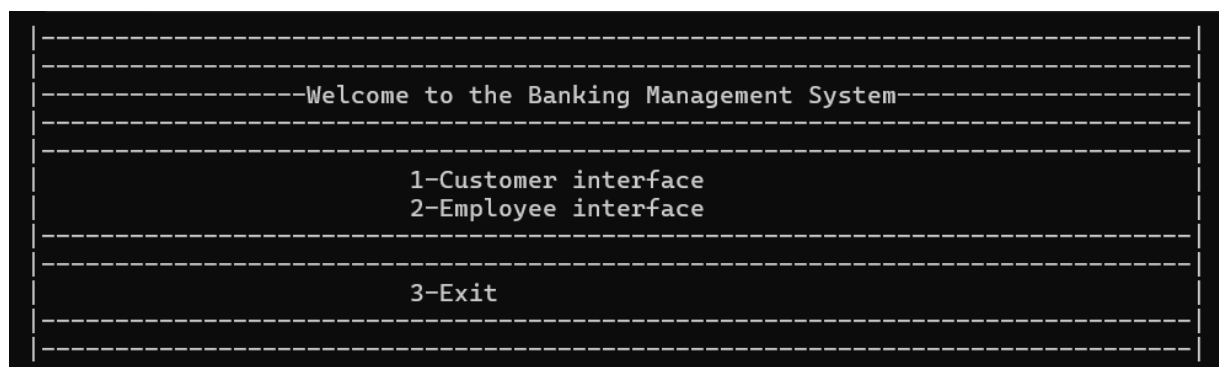 |------------------------------------------------------------------------------|
|------------------------------------------------------------------------------|
|------------------Welcome to the Banking Management System--------------------|
|------------------------------------------------------------------------------|
|------------------------------------------------------------------------------|
|                         1-Customer interface                                 |
|                         2-Employee interface                                 |
|------------------------------------------------------------------------------|
|------------------------------------------------------------------------------|
|                         3-Exit                                               |
|------------------------------------------------------------------------------|
|------------------------------------------------------------------------------|